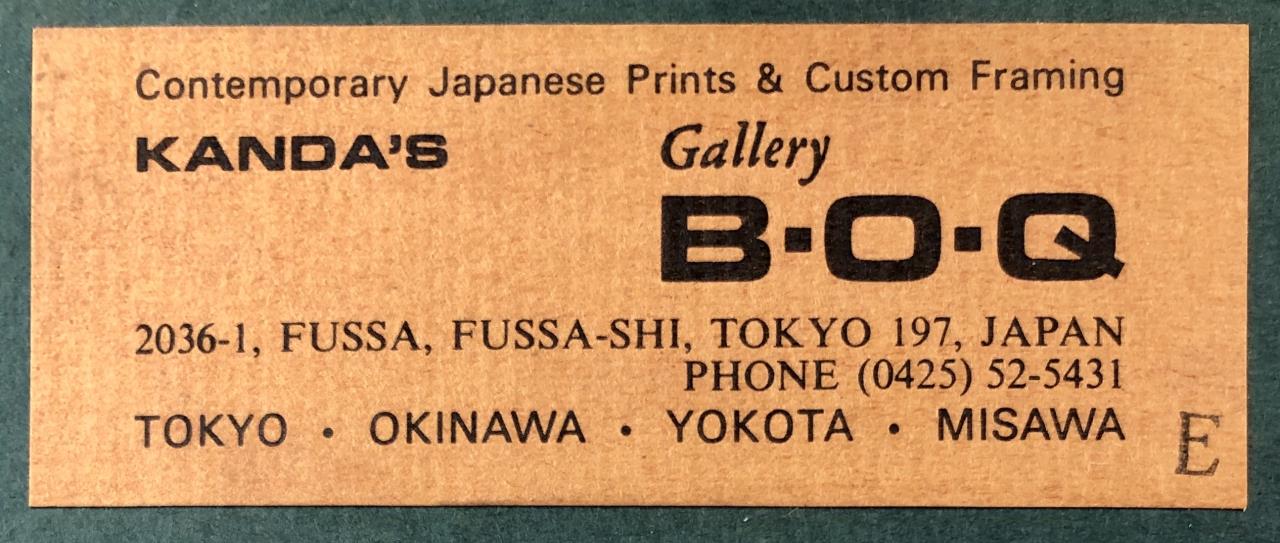 Contemporary Japanese Prints & Custom Framing
KANDA'S Gallery
B·O·Q
2036-1, FUSSA, FUSSA-SHI, TOKYO 197, JAPAN
PHONE (0425) 52-5431
TOKYO · OKINAWA · YOKOTA · MISAWA
E